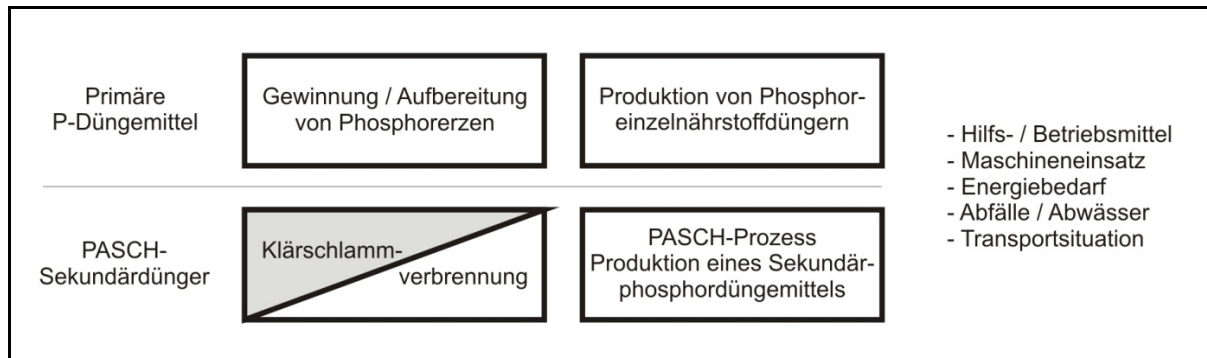 Primäre
P-Düngemittel
Gewinnung / Aufbereitung
von Phosphorerzen
Produktion von Phosphor-
einzelnährstoffdüngern
PASCH-
Sekundärdünger
Klärschlamm-
verbrennung
PASCH-Prozess
Produktion eines Sekundär-
phosphordüngemittels
- Hilfs- / Betriebsmittel
- Maschineneinsatz
- Energiebedarf
- Abfälle / Abwässer
- Transportsituation